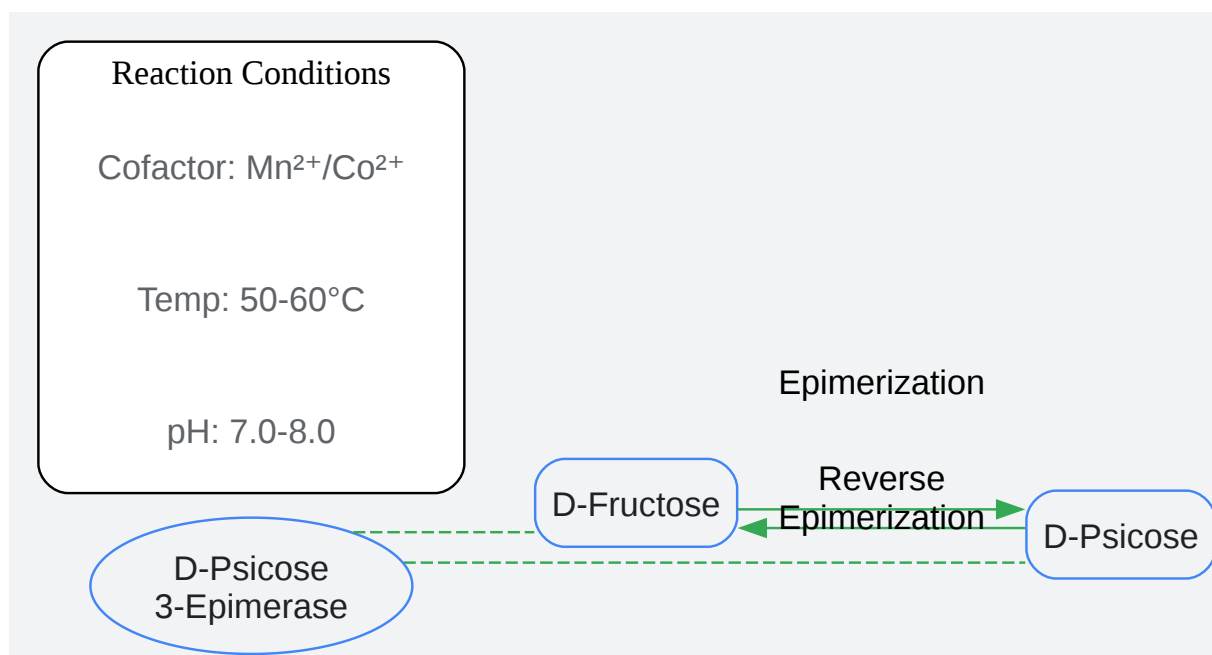 Reaction Conditions
Cofactor: Mn²⁺/Co²⁺
Temp: 50-60°C
pH: 7.0-8.0
Epimerization
Reverse
Epimerization
D-Fructose
D-Psicose
D-Psicose
3-Epimerase